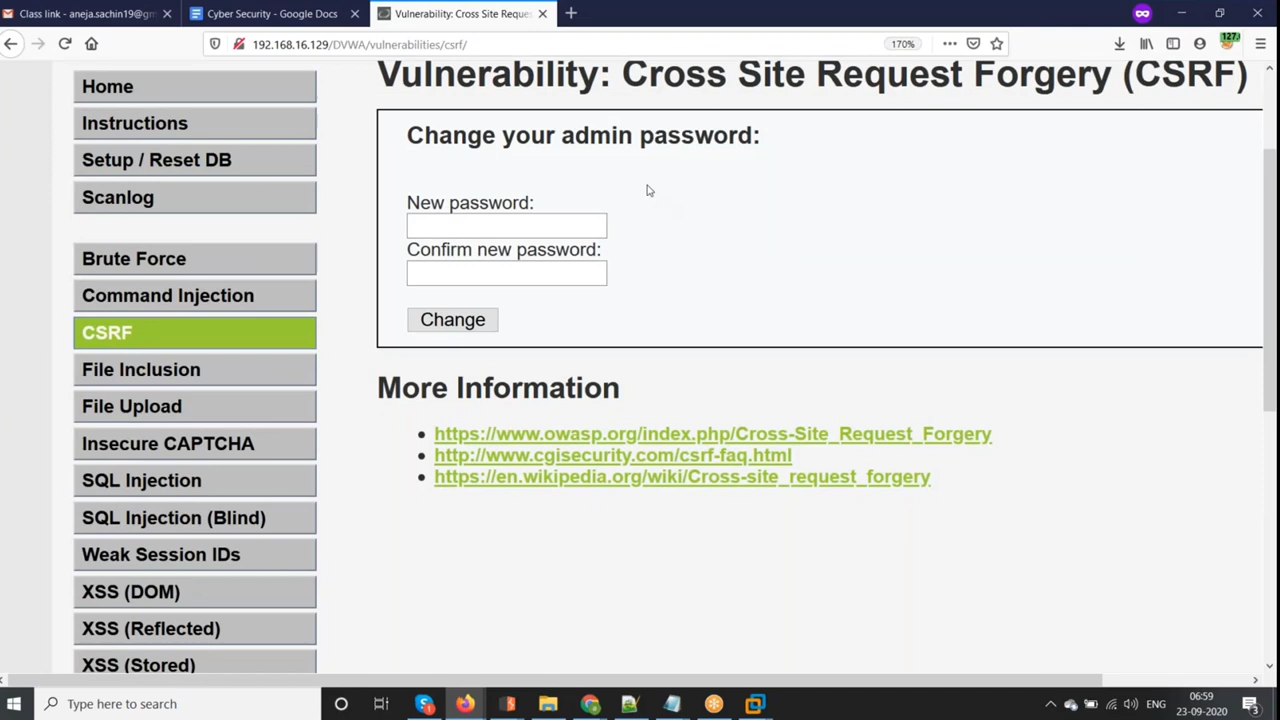 Class link - aneja.sachin19@gm
Cyber Security - Google Docs
Vulnerability: Cross Site Reques
192.168.16.129/DVWA/vulnerabilities/csrf/
170%
127.
Vulnerability: Cross Site Request Forgery (CSRF)
Home
Instructions
Setup / Reset DB
Scanlog
Brute Force
Command Injection
CSRF
File Inclusion
File Upload
Insecure CAPTCHA
SQL Injection
SQL Injection (Blind)
Weak Session IDs
XSS (DOM)
XSS (Reflected)
XSS (Stored)
Change your admin password:
New password:
Confirm new password:
Change
More Information
https://www.owasp.org/index.php/Cross-Site_Request_Forgery
http://www.cgisecurity.com/csrf-faq.html
https://en.wikipedia.org/wiki/Cross-site_request_forgery
Type here to search
ENG
06:59
23-09-2020
3